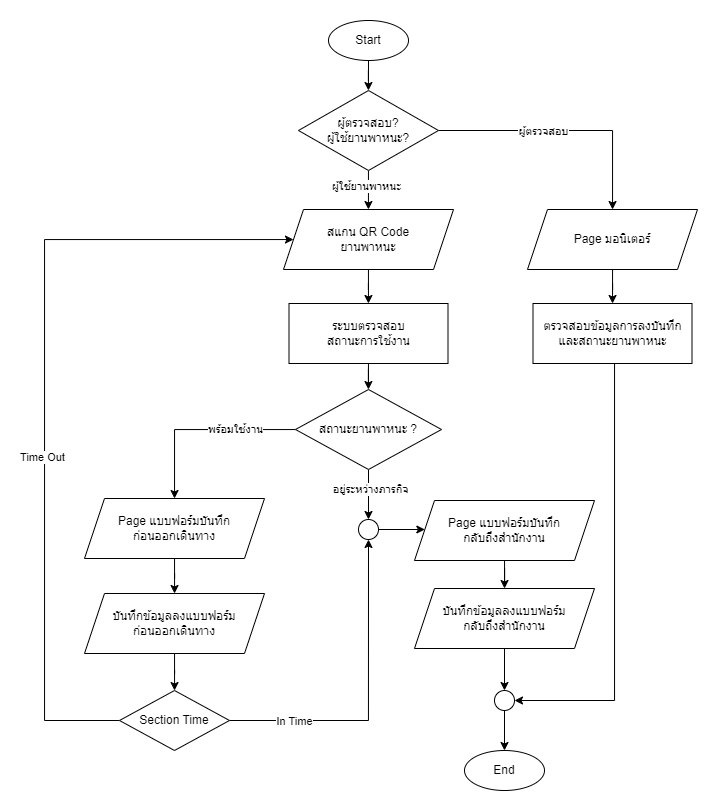 Start
ผู้ตรวจสอบ?
ผู้ใช้ยานพาหนะ?
ผู้ตรวจสอบ
ผู้ใช้ยานพาหนะ
สแกน QR Code
ยานพาหนะ
Page มอนิเตอร์
ระบบตรวจสอบ
สถานะการใช้งาน
ตรวจสอบข้อมูลการลงบันทึก
และสถานะยานพาหนะ
สถานะยานพาหนะ ?
พร้อมใช้งาน
Time Out
อยู่ระหว่างภารกิจ
Page แบบฟอร์มบันทึก
ก่อนออกเดินทาง
Page แบบฟอร์มบันทึก
กลับถึงสำนักงาน
บันทึกข้อมูลลงแบบฟอร์ม
ก่อนออกเดินทาง
บันทึกข้อมูลลงแบบฟอร์ม
กลับถึงสำนักงาน
Section Time
In Time
End